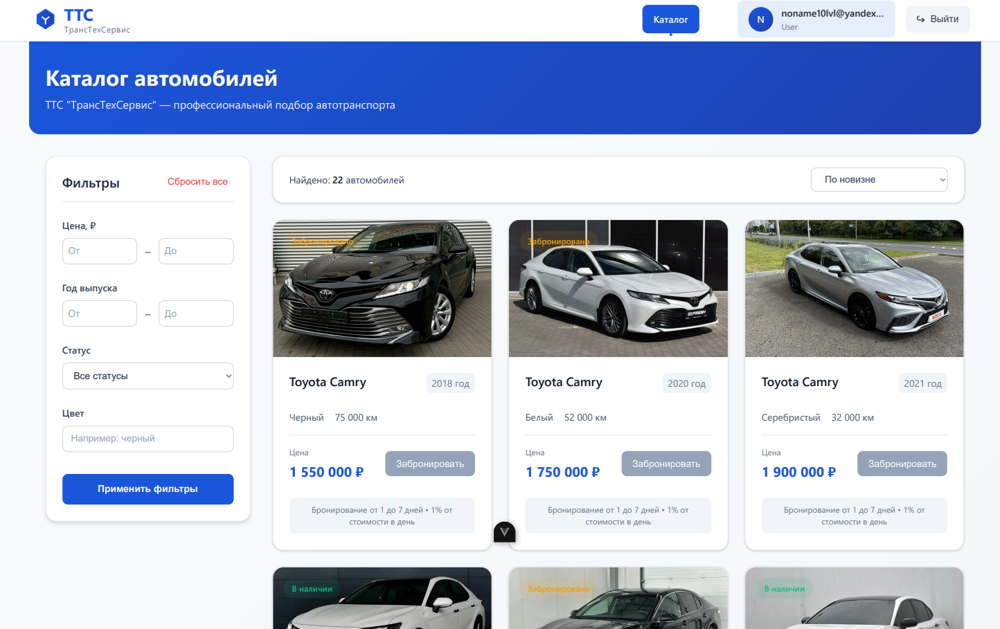 ТТС
ТрансТехСервис
Каталог
N
noname10lvl@yandex...
User
Выйти
Каталог автомобилей
ТТС "ТрансТехСервис" — профессиональный подбор автотранспорта
Фильтры
Сбросить все
Цена, ₽
От
–
До
Год выпуска
От
–
До
Статус
Все статусы
Цвет
Например: черный
Применить фильтры
Найдено: 22 автомобилей
По новизне
Забронировано
Toyota Camry
2018 год
Черный 75 000 км
Цена
1 550 000 ₽
Забронировать
Бронирование от 1 до 7 дней • 1% от
стоимости в день
Забронировано
FRESH
Toyota Camry
2020 год
Белый 52 000 км
Цена
1 750 000 ₽
Забронировать
Бронирование от 1 до 7 дней • 1% от
стоимости в день
auto.ru
Toyota Camry
2021 год
Серебристый 32 000 км
Цена
1 900 000 ₽
Забронировать
Бронирование от 1 до 7 дней • 1% от
стоимости в день
В наличии
Забронировано
В наличии